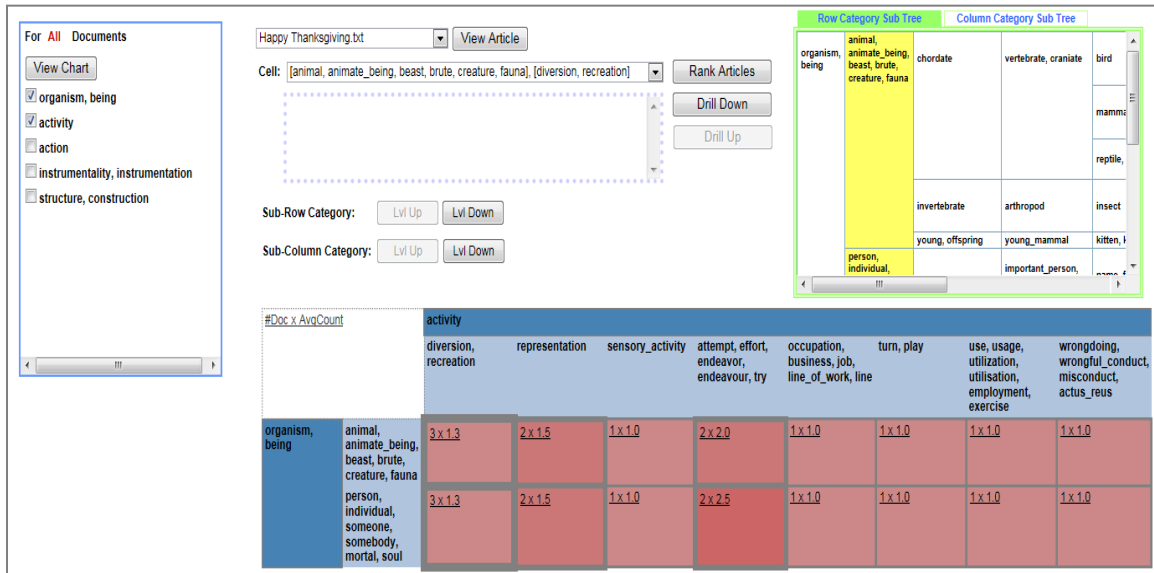 For All Documents
View Chart
organism, being
activity
action
instrumentality, instrumentation
structure, construction
Happy Thanksgiving.txt
View Article
Cell: [animal, animate_being, beast, brute, creature, fauna], [diversion, recreation]
Rank Articles
Drill Down
Drill Up
Sub-Row Category: Lvl Up Lvl Down
Sub-Column Category: Lvl Up Lvl Down
Row Category Sub Tree
Column Category Sub Tree
organism,
being
animal,
animate_being,
beast, brute,
creature, fauna
chordate
vertebrate, craniate
bird
mamma
reptile,
invertebrate
arthropod
insect
young, offspring
young_mammal
kitten,
person,
individual,
important_person,
#Doc x AvgCount
activity
diversion,
recreation
representation
sensory_activity
attempt, effort,
endeavor,
endeavour, try
occupation,
business, job,
line_of_work, line
turn, play
use, usage,
utilization,
utilisation,
employment,
exercise
wrongdoing,
wrongful_conduct,
misconduct,
actus_reus
organism,
being
animal,
animate_being,
beast, brute,
creature, fauna
3 x 1.3
2 x 1.5
1 x 1.0
2 x 2.0
1 x 1.0
1 x 1.0
1 x 1.0
1 x 1.0
person,
individual,
someone,
somebody,
mortal, soul
3 x 1.3
2 x 1.5
1 x 1.0
2 x 2.5
1 x 1.0
1 x 1.0
1 x 1.0
1 x 1.0